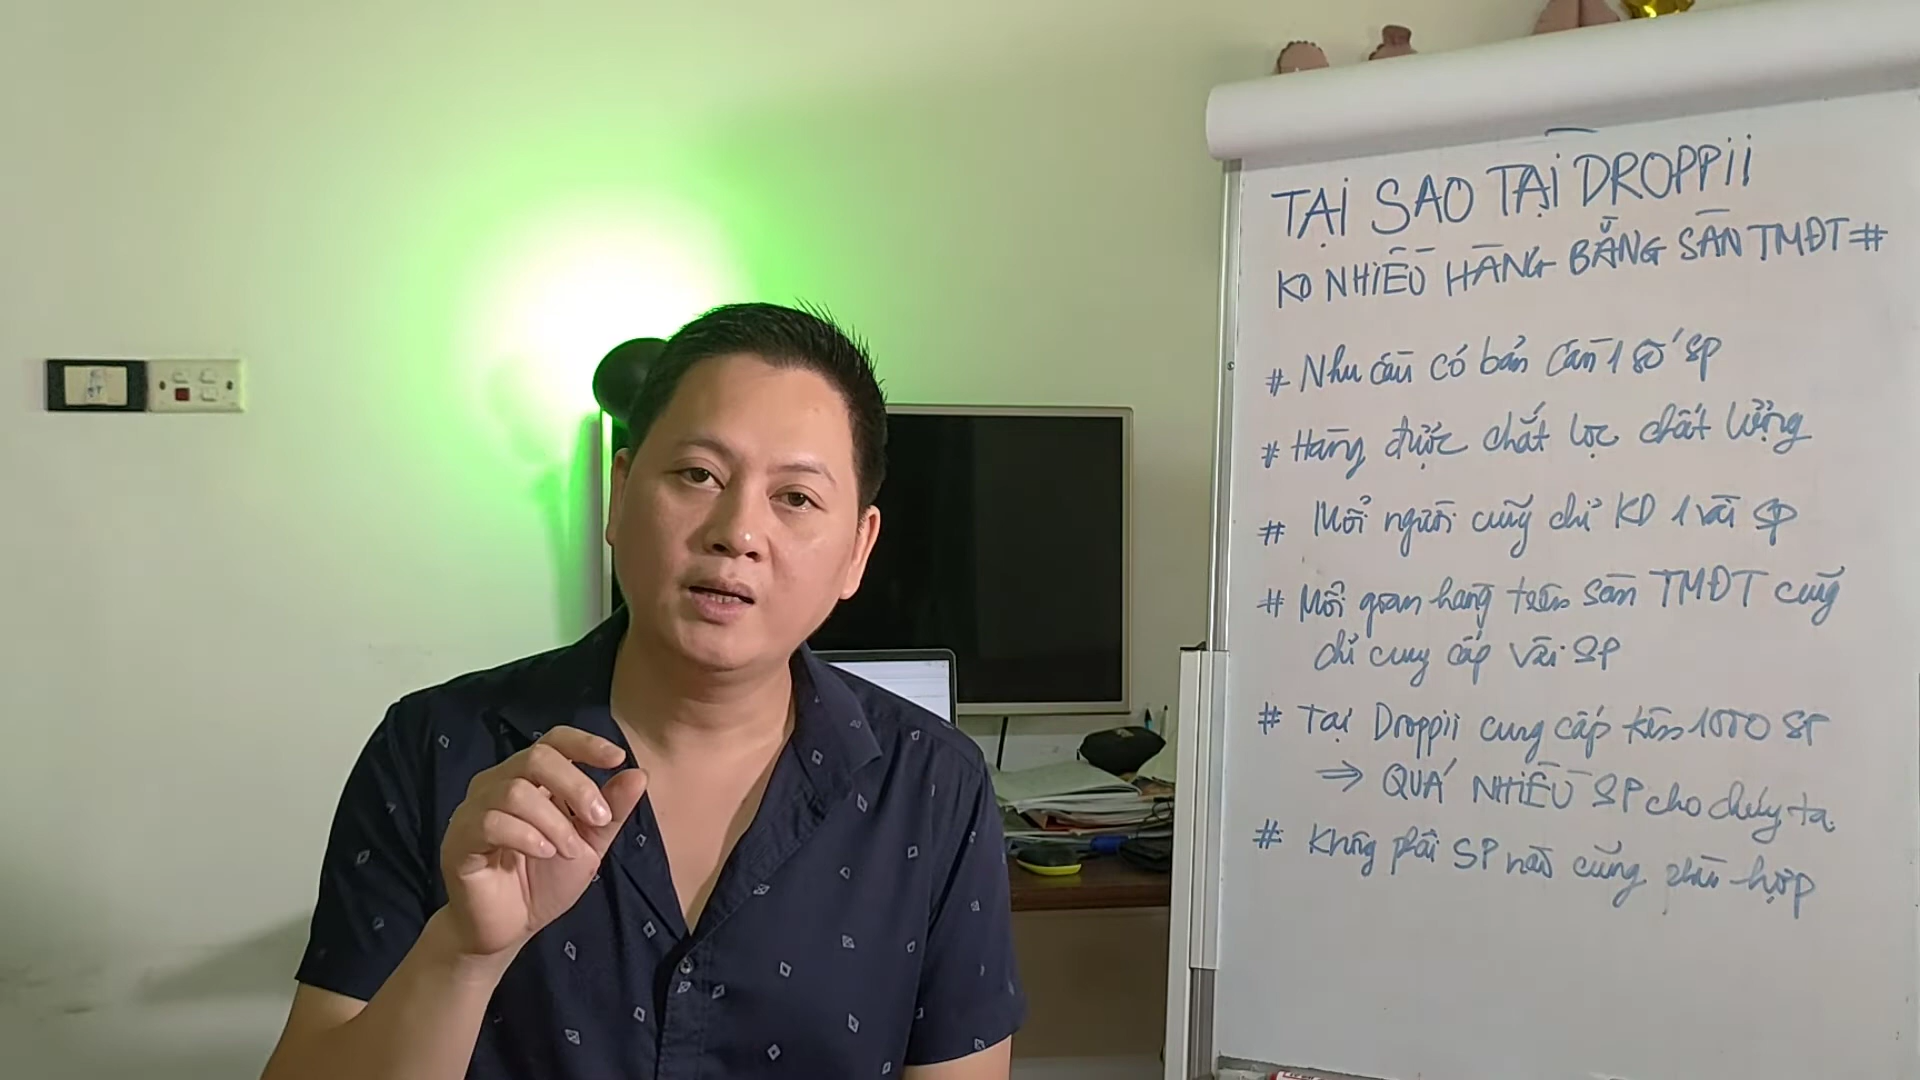 TẠI SAO TẠI DROPPII
KO NHIỀU HÀNG BẰNG SÀN TMĐT #
# Nhu cầu có bản cần 1 số SP
# Hàng được chắt lọc chất lượng
# Mỗi người cũng chỉ KD 1 vài SP
# Mỗi gian hàng trên sàn TMĐT cũng
chỉ cung cấp vài SP
# Tại Droppii cung cấp trên 1000 SP
⇒ QUÁ NHIỀU SP cho chúng ta.
# Không phải SP nào cũng phù hợp